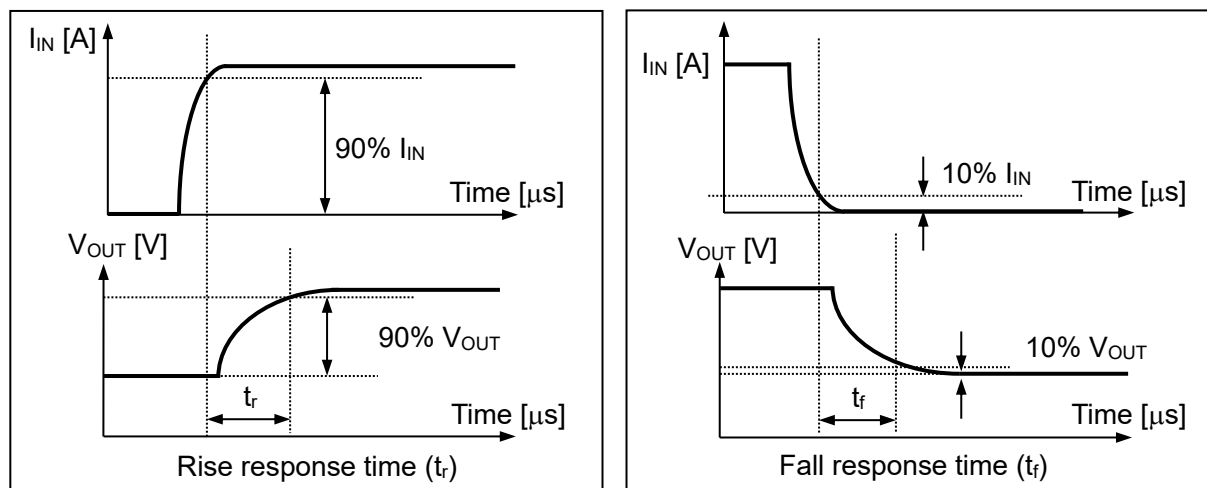 I_IN [A]
90% I_IN
Time [μs]
V_OUT [V]
90% V_OUT
t_r
Time [μs]
Rise response time (t_r)
I_IN [A]
10% I_IN
Time [μs]
V_OUT [V]
10% V_OUT
t_f
Time [μs]
Fall response time (t_f)